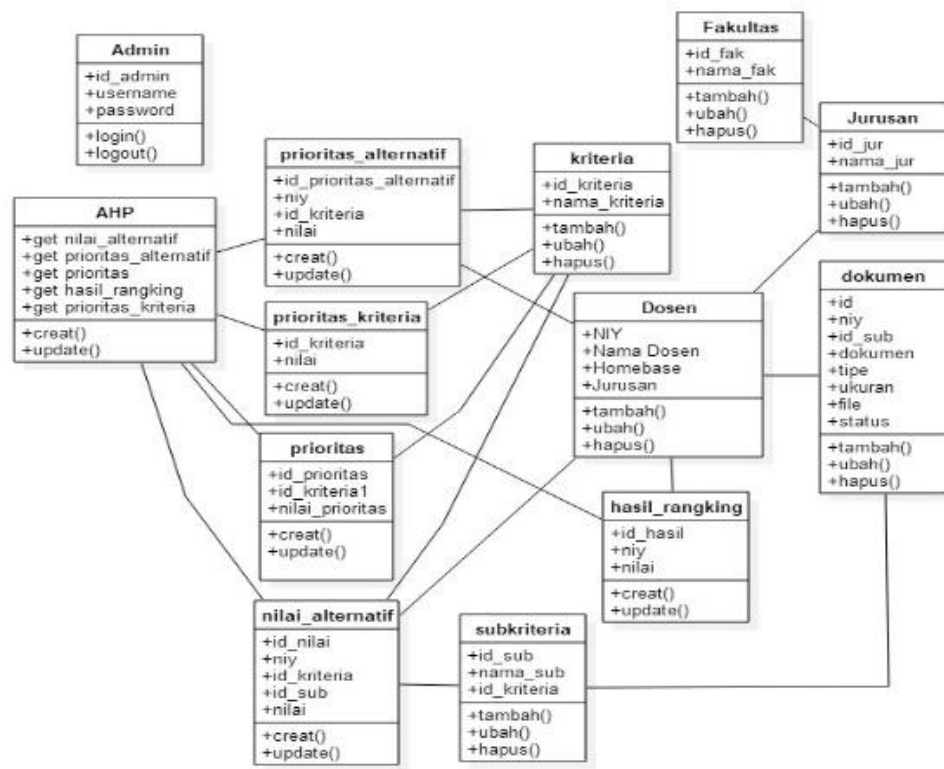 Admin
+id_admin
+username
+password
+login()
+logout()
Fakultas
+id_fak
+nama_fak
+tambah()
+ubah()
+hapus()
Jurusan
+id_jur
+nama_jur
+tambah()
+ubah()
+hapus()
prioritas_alternatif
+id_prioritas_alternatif
+niy
+id_kriteria
+nilai
+creat()
+update()
kriteria
+id_kriteria
+nama_kriteria
+tambah()
+ubah()
+hapus()
AHP
+get nilai_alternatif
+get prioritas_alternatif
+get prioritas
+get hasil_rangking
+get prioritas_kriteria
+creat()
+update()
prioritas_kriteria
+id_kriteria
+nilai
+creat()
+update()
Dosen
+NIY
+Nama Dosen
+Homebase
+Jurusan
+tambah()
+ubah()
+hapus()
dokumen
+id
+niy
+id_sub
+dokumen
+tipe
+ukuran
+file
+status
+tambah()
+ubah()
+hapus()
prioritas
+id_prioritas
+id_kriteria1
+nilai_prioritas
+creat()
+update()
hasil_rangking
+id_hasil
+niy
+nilai
+creat()
+update()
nilai_alternatif
+id_nilai
+niy
+id_kriteria
+id_sub
+nilai
+creat()
+update()
subkriteria
+id_sub
+nama_sub
+id_kriteria
+tambah()
+ubah()
+hapus()